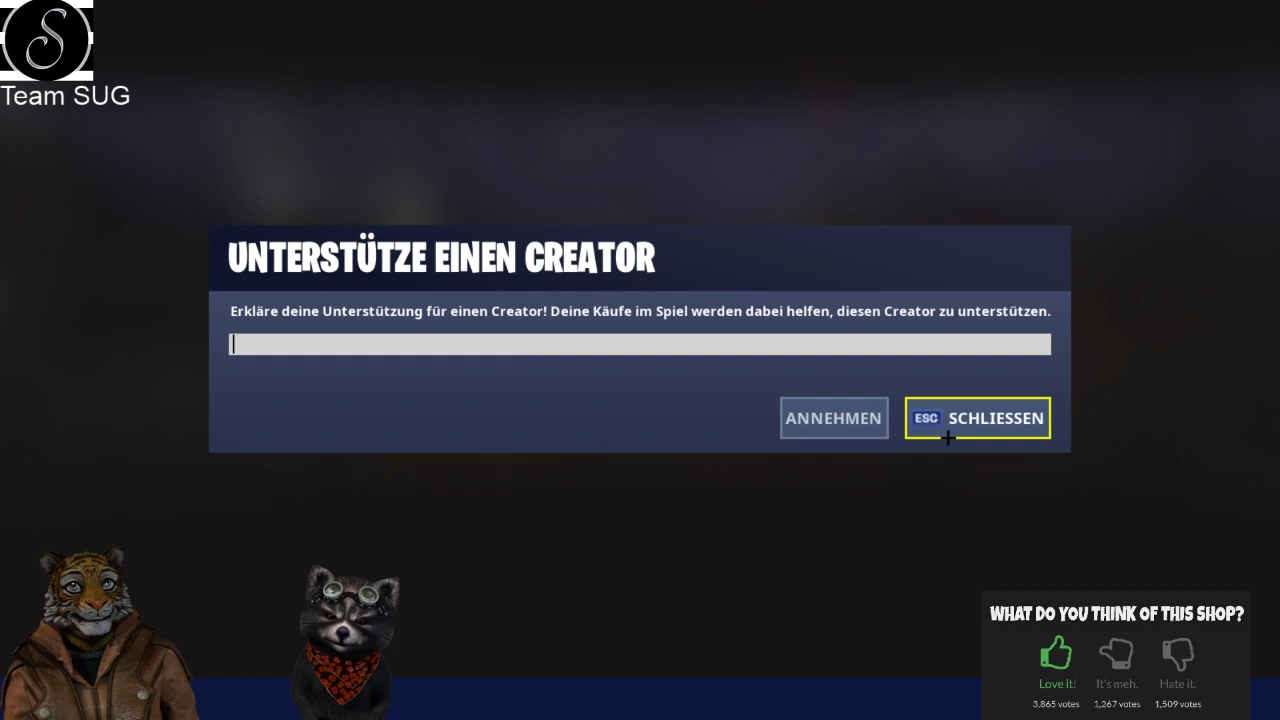 S
Team SUG
UNTERSTÜTZE EINEN CREATOR
Erkläre deine Unterstützung für einen Creator! Deine Käufe im Spiel werden dabei helfen, diesen Creator zu unterstützen.
ANNEHMEN
ESC SCHLIESSEN
WHAT DO YOU THINK OF THIS SHOP?
Love it! It's meh. Hate it.
3,865 votes 1,267 votes 1,509 votes